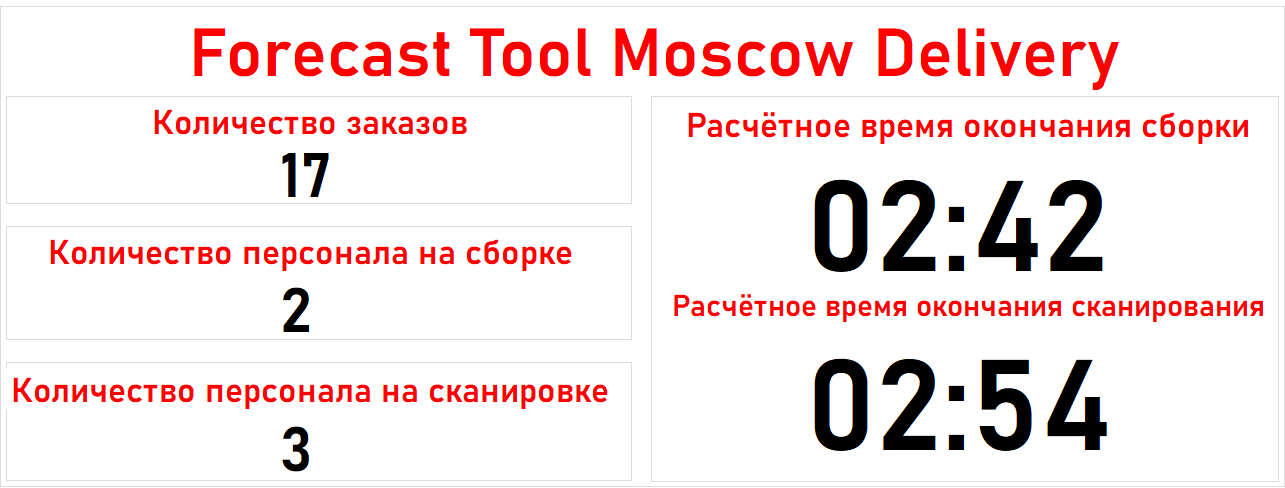 Forecast Tool Moscow Delivery
Количество заказов
17
Количество персонала на сборке
2
Количество персонала на сканировке
3
Расчётное время окончания сборки
02:42
Расчётное время окончания сканирования
02:54